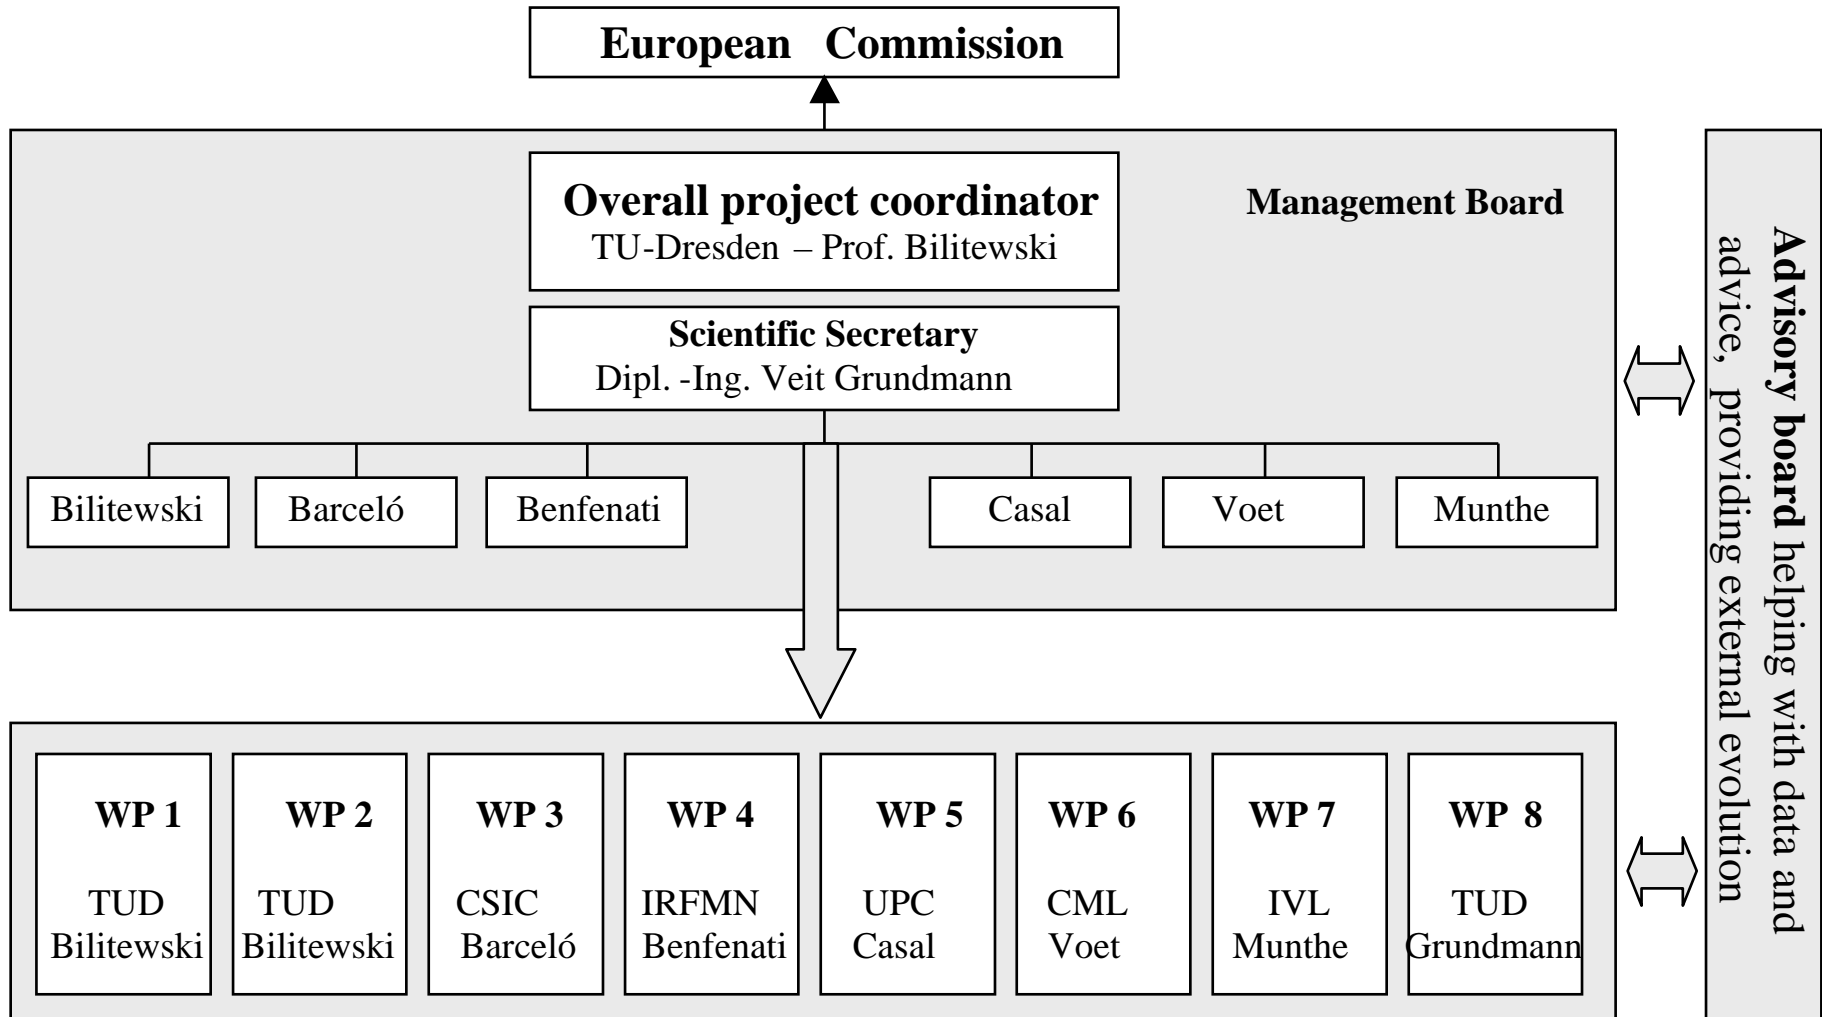 European Commission
Overall project coordinator
TU-Dresden – Prof. Bilitewski
Management Board
Scientific Secretary
Dipl. -Ing. Veit Grundmann
Bilitewski
Barceló
Benfenati
Casal
Voet
Munthe
Advisory board helping with data and
advice, providing external evolution
WP 1
TUD
Bilitewski
WP 2
TUD
Bilitewski
WP 3
CSIC
Barceló
WP 4
IRFMN
Benfenati
WP 5
UPC
Casal
WP 6
CML
Voet
WP 7
IVL
Munthe
WP 8
TUD
Grundmann